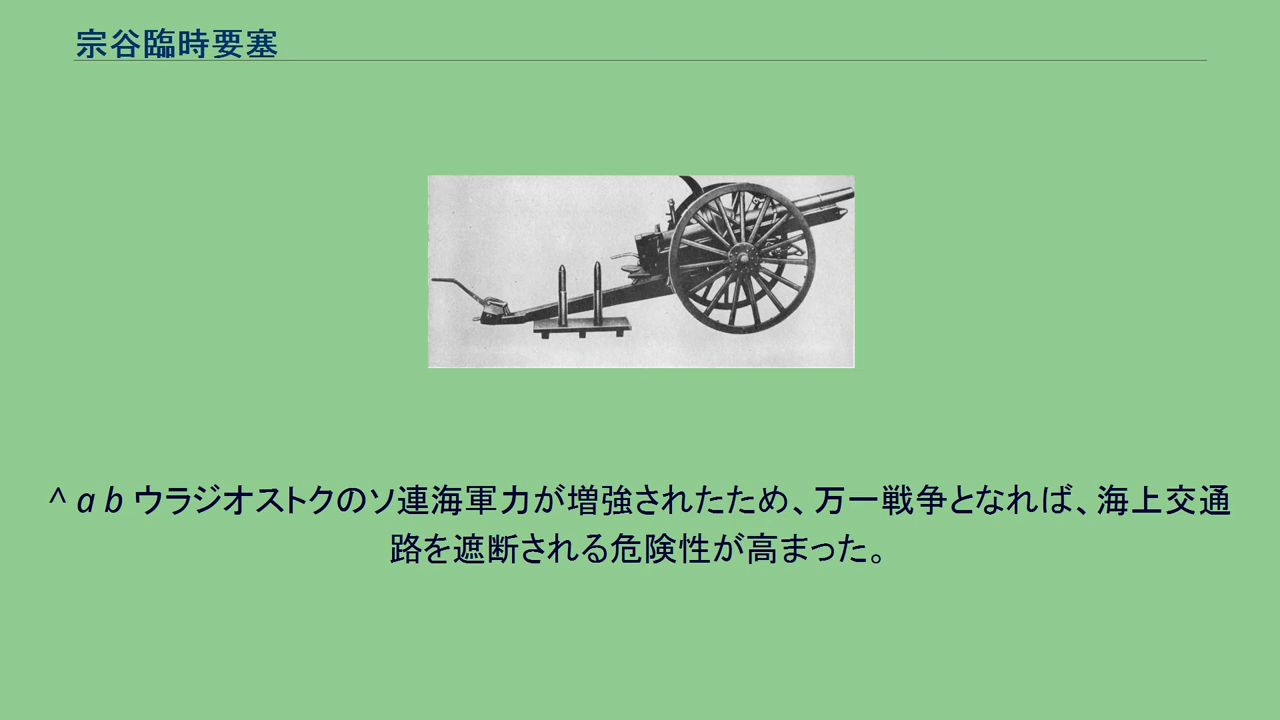 宗谷臨時要塞
^ a b ウラジオストクのソ連海軍力が増強されたため、万一戦争となれば、海上交通
路を遮断される危険性が高まった。